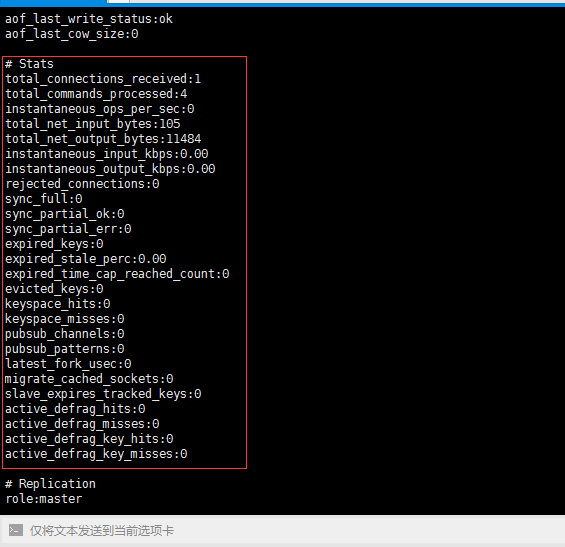 aof_last_write_status:ok
aof_last_cow_size:0
# Stats
total_connections_received:1
total_commands_processed:4
instantaneous_ops_per_sec:0
total_net_input_bytes:105
total_net_output_bytes:11484
instantaneous_input_kbps:0.00
instantaneous_output_kbps:0.00
rejected_connections:0
sync_full:0
sync_partial_ok:0
sync_partial_err:0
expired_keys:0
expired_stale_perc:0.00
expired_time_cap_reached_count:0
evicted_keys:0
keyspace_hits:0
keyspace_misses:0
pubsub_channels:0
pubsub_patterns:0
latest_fork_usec:0
migrate_cached_sockets:0
slave_expires_tracked_keys:0
active_defrag_hits:0
active_defrag_misses:0
active_defrag_key_hits:0
active_defrag_key_misses:0
# Replication
role:master
仅将文本发送到当前选项卡